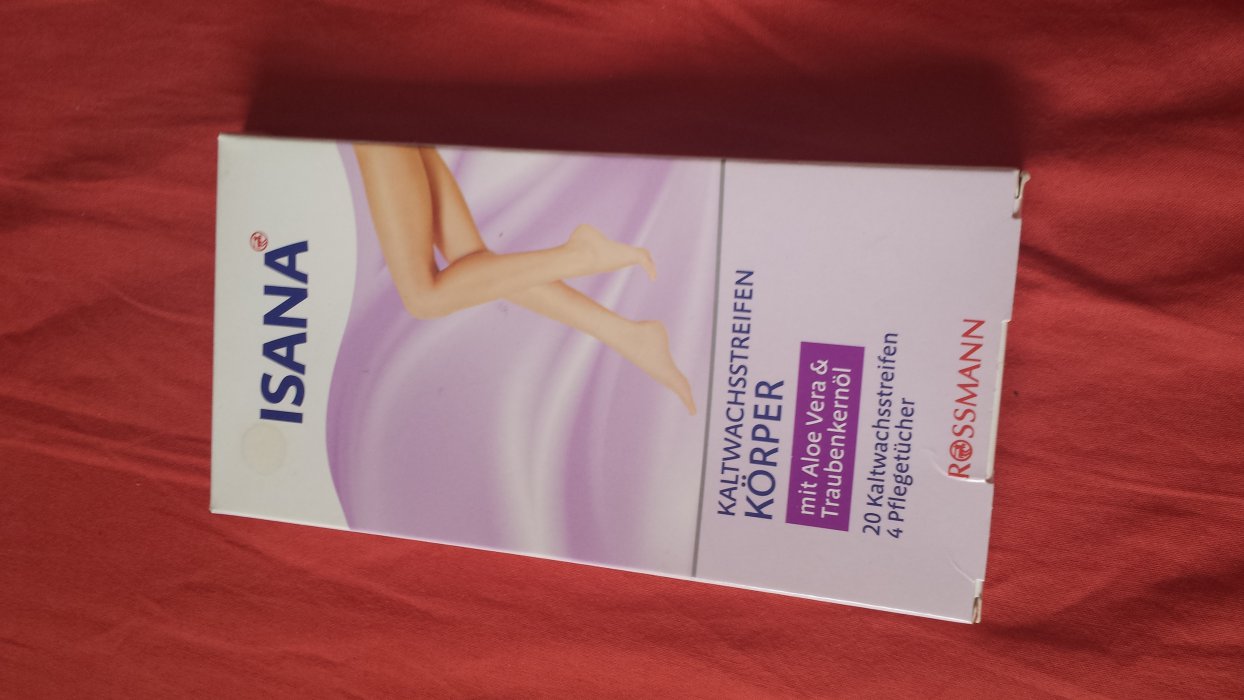 ISANA
KALTWACHSSTREIFEN
KÖRPER
mit Aloe Vera &
Traubenkernöl
20 Kaltwachsstreifen
4 Pflegetücher
ROSSMANN